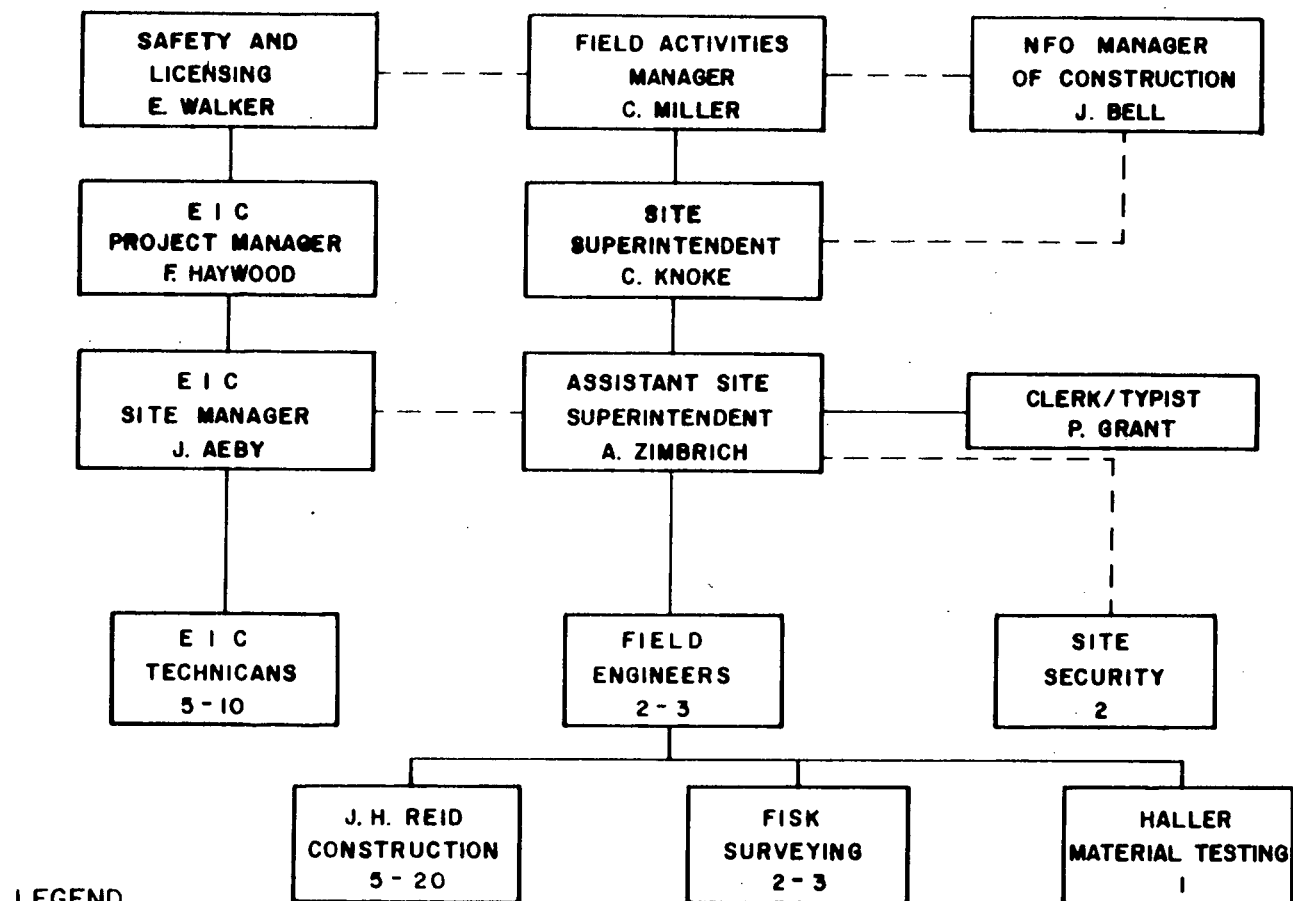 SAFETY AND
LICENSING
E. WALKER
FIELD ACTIVITIES
MANAGER
C. MILLER
NFO MANAGER
OF CONSTRUCTION
J. BELL
E I C
PROJECT MANAGER
F. HAYWOOD
SITE
SUPERINTENDENT
C. KNOKE
E I C
SITE MANAGER
J. AEBY
ASSISTANT SITE
SUPERINTENDENT
A. ZIMBRICH
CLERK/TYPIST
P. GRANT
E I C
TECHNICANS
5-10
FIELD
ENGINEERS
2-3
SITE
SECURITY
2
J. H. REID
CONSTRUCTION
5-20
FISK
SURVEYING
2-3
HALLER
MATERIAL TESTING
1
LEGEND